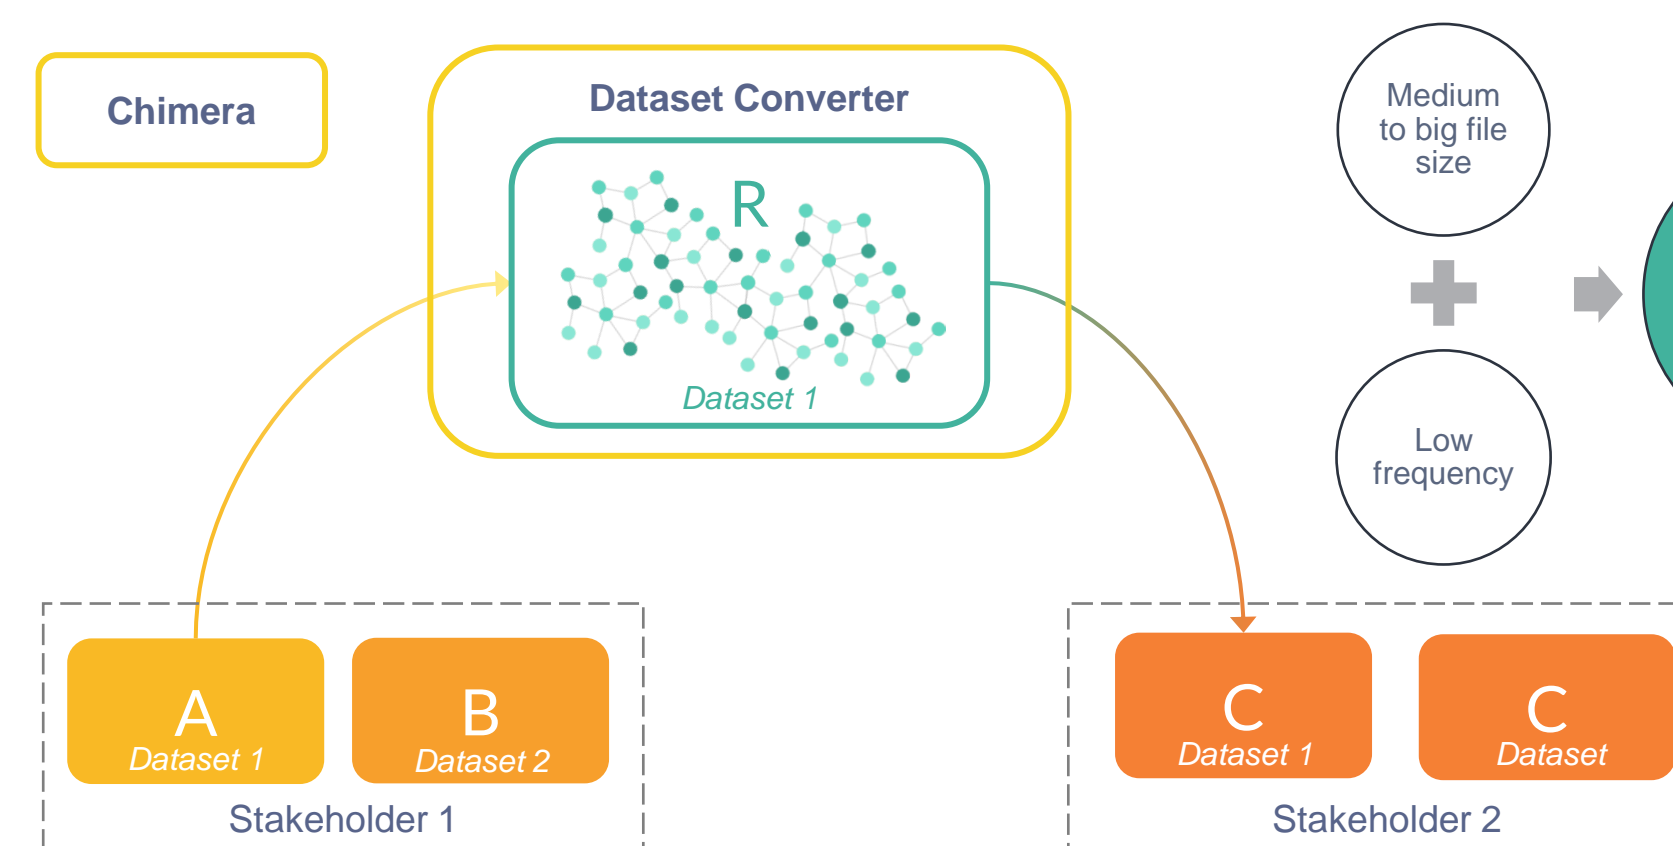 Chimera
Dataset Converter
R
Dataset 1
Medium
to big file
size
Low
frequency
A
Dataset 1
B
Dataset 2
Stakeholder 1
C
Dataset 1
C
Dataset
Stakeholder 2